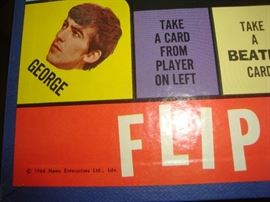 GEORGE
TAKE
A CARD
FROM
PLAYER
ON LEFT
TAKE
A
BEATL
CARD
FLIP
© 1964 Nems Enterprises Ltd., Ldn.